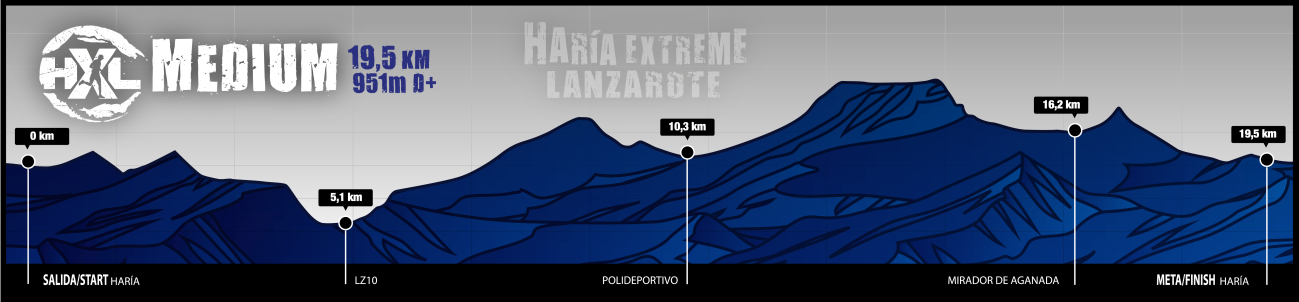 HXL MEDIUM 19,5 KM
951m D+
HARÍA EXTREME
LANZAROTE
0 km
5,1 km
10,3 km
16,2 km
19,5 km
SALIDA/START HARÍA
LZ10
POLIDEPORTIVO
MIRADOR DE AGANADA
META/FINISH HARÍA